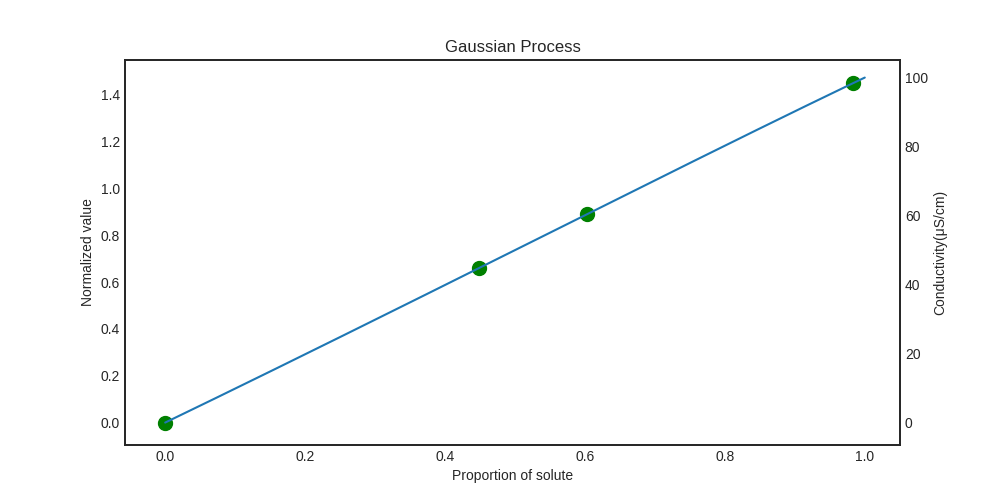 Gaussian Process
Normalized value
1.4
1.2
1.0
0.8
0.6
0.4
0.2
0.0
100
80
60
40
20
0
Conductivity(μS/cm)
0.0 0.2 0.4 0.6 0.8 1.0
Proportion of solute